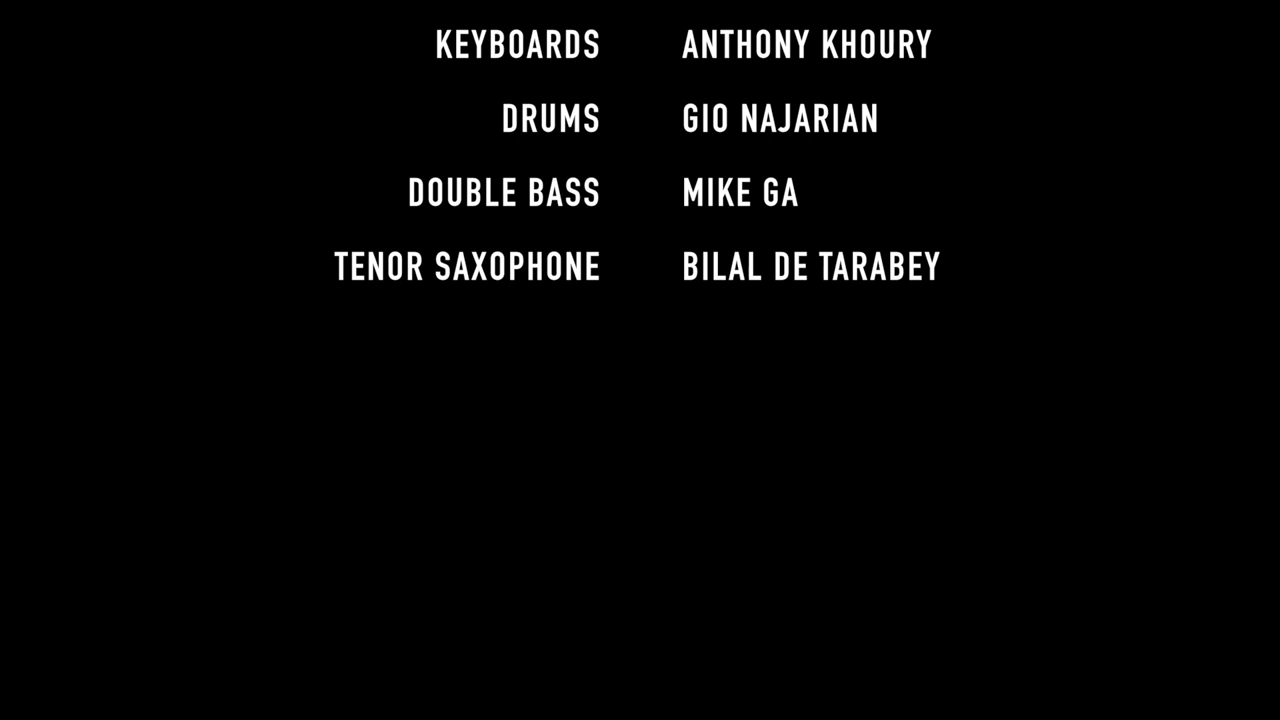 KEYBOARDS ANTHONY KHOURY
DRUMS GIO NAJARIAN
DOUBLE BASS MIKE GA
TENOR SAXOPHONE BILAL DE TARABEY